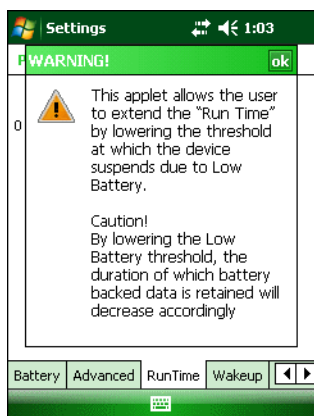 Settings 1:03
P
WARNING! ok
0
This applet allows the user
to extend the "Run Time"
by lowering the threshold
at which the device
suspends due to Low
Battery.
Caution!
By lowering the Low
Battery threshold, the
duration of which battery
backed data is retained will
decrease accordingly
Battery Advanced RunTime Wakeup